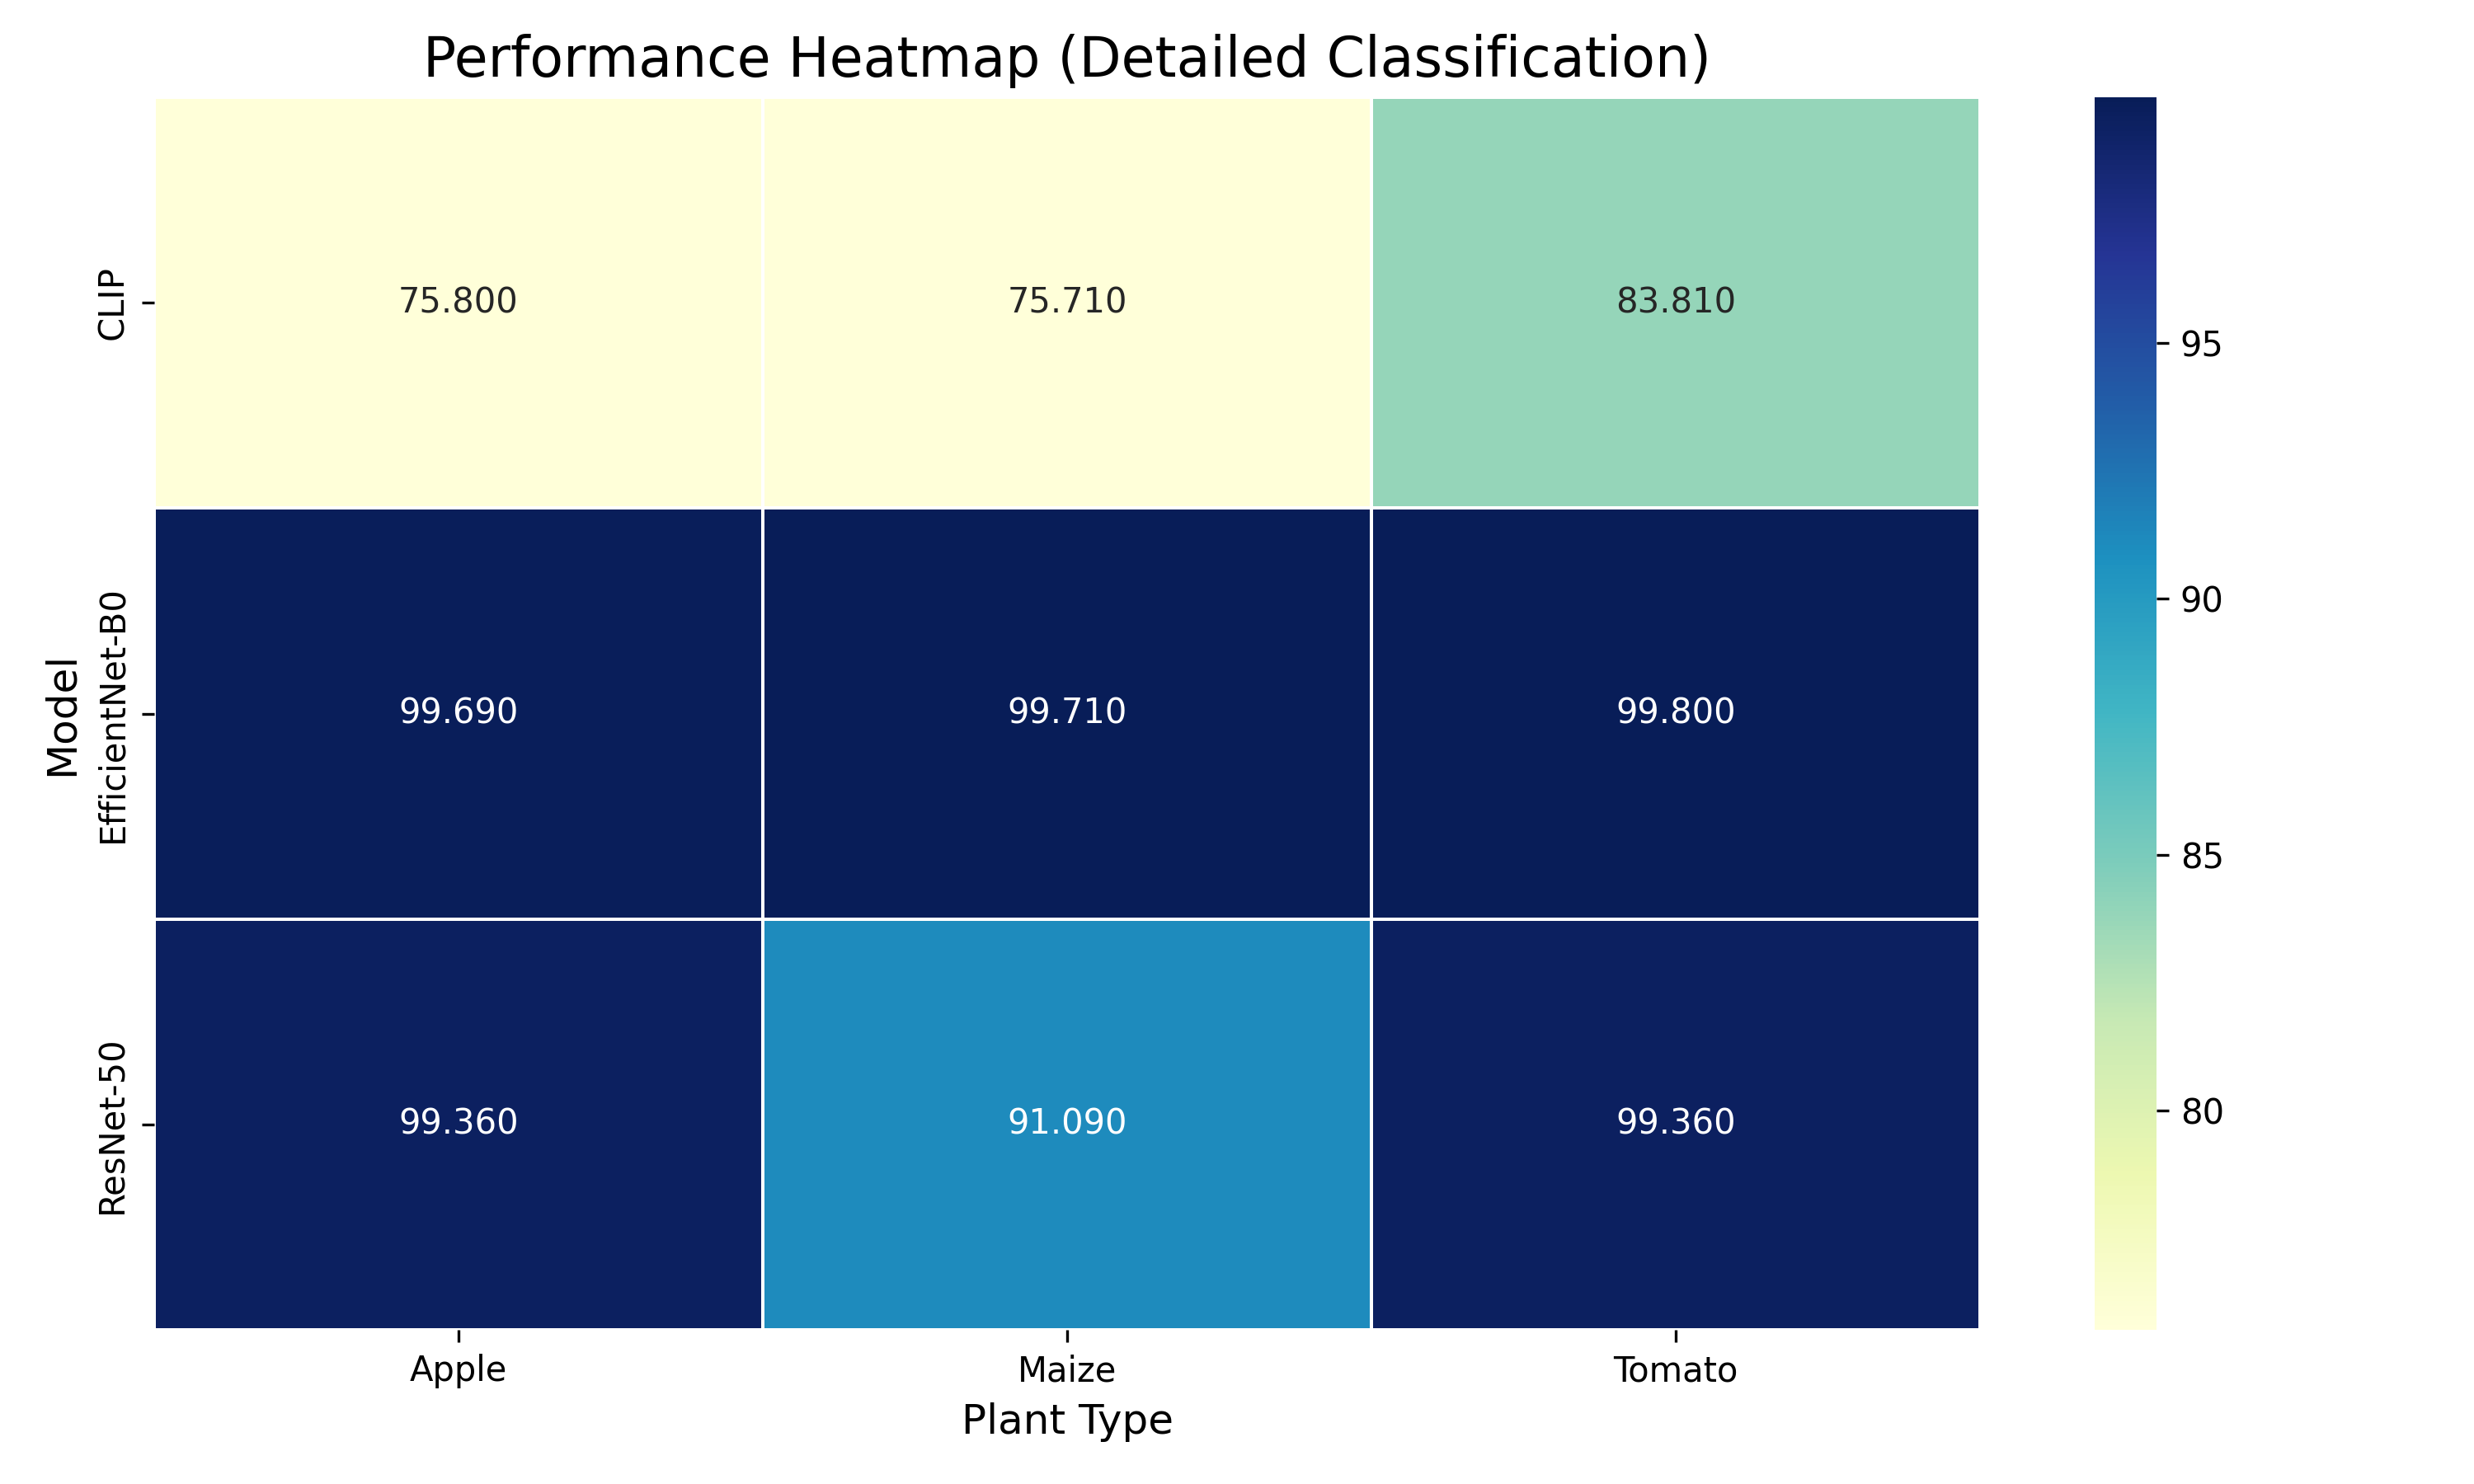 Performance Heatmap (Detailed Classification)
Model
CLIP
75.800
75.710
83.810
EfficientNet-B0
99.690
99.710
99.800
ResNet-50
99.360
91.090
99.360
Apple
Maize
Tomato
Plant Type
95
90
85
80